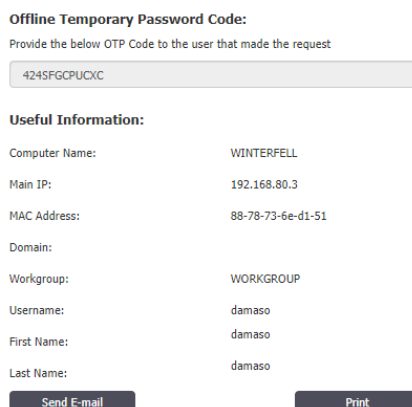 Offline Temporary Password Code:
Provide the below OTP Code to the user that made the request
424SFGCPUCXC
Useful Information:
Computer Name: WINTERFELL
Main IP: 192.168.80.3
MAC Address: 88-78-73-6e-d1-51
Domain:
Workgroup: WORKGROUP
Username: damaso
First Name: damaso
Last Name: damaso
Send E-mail Print